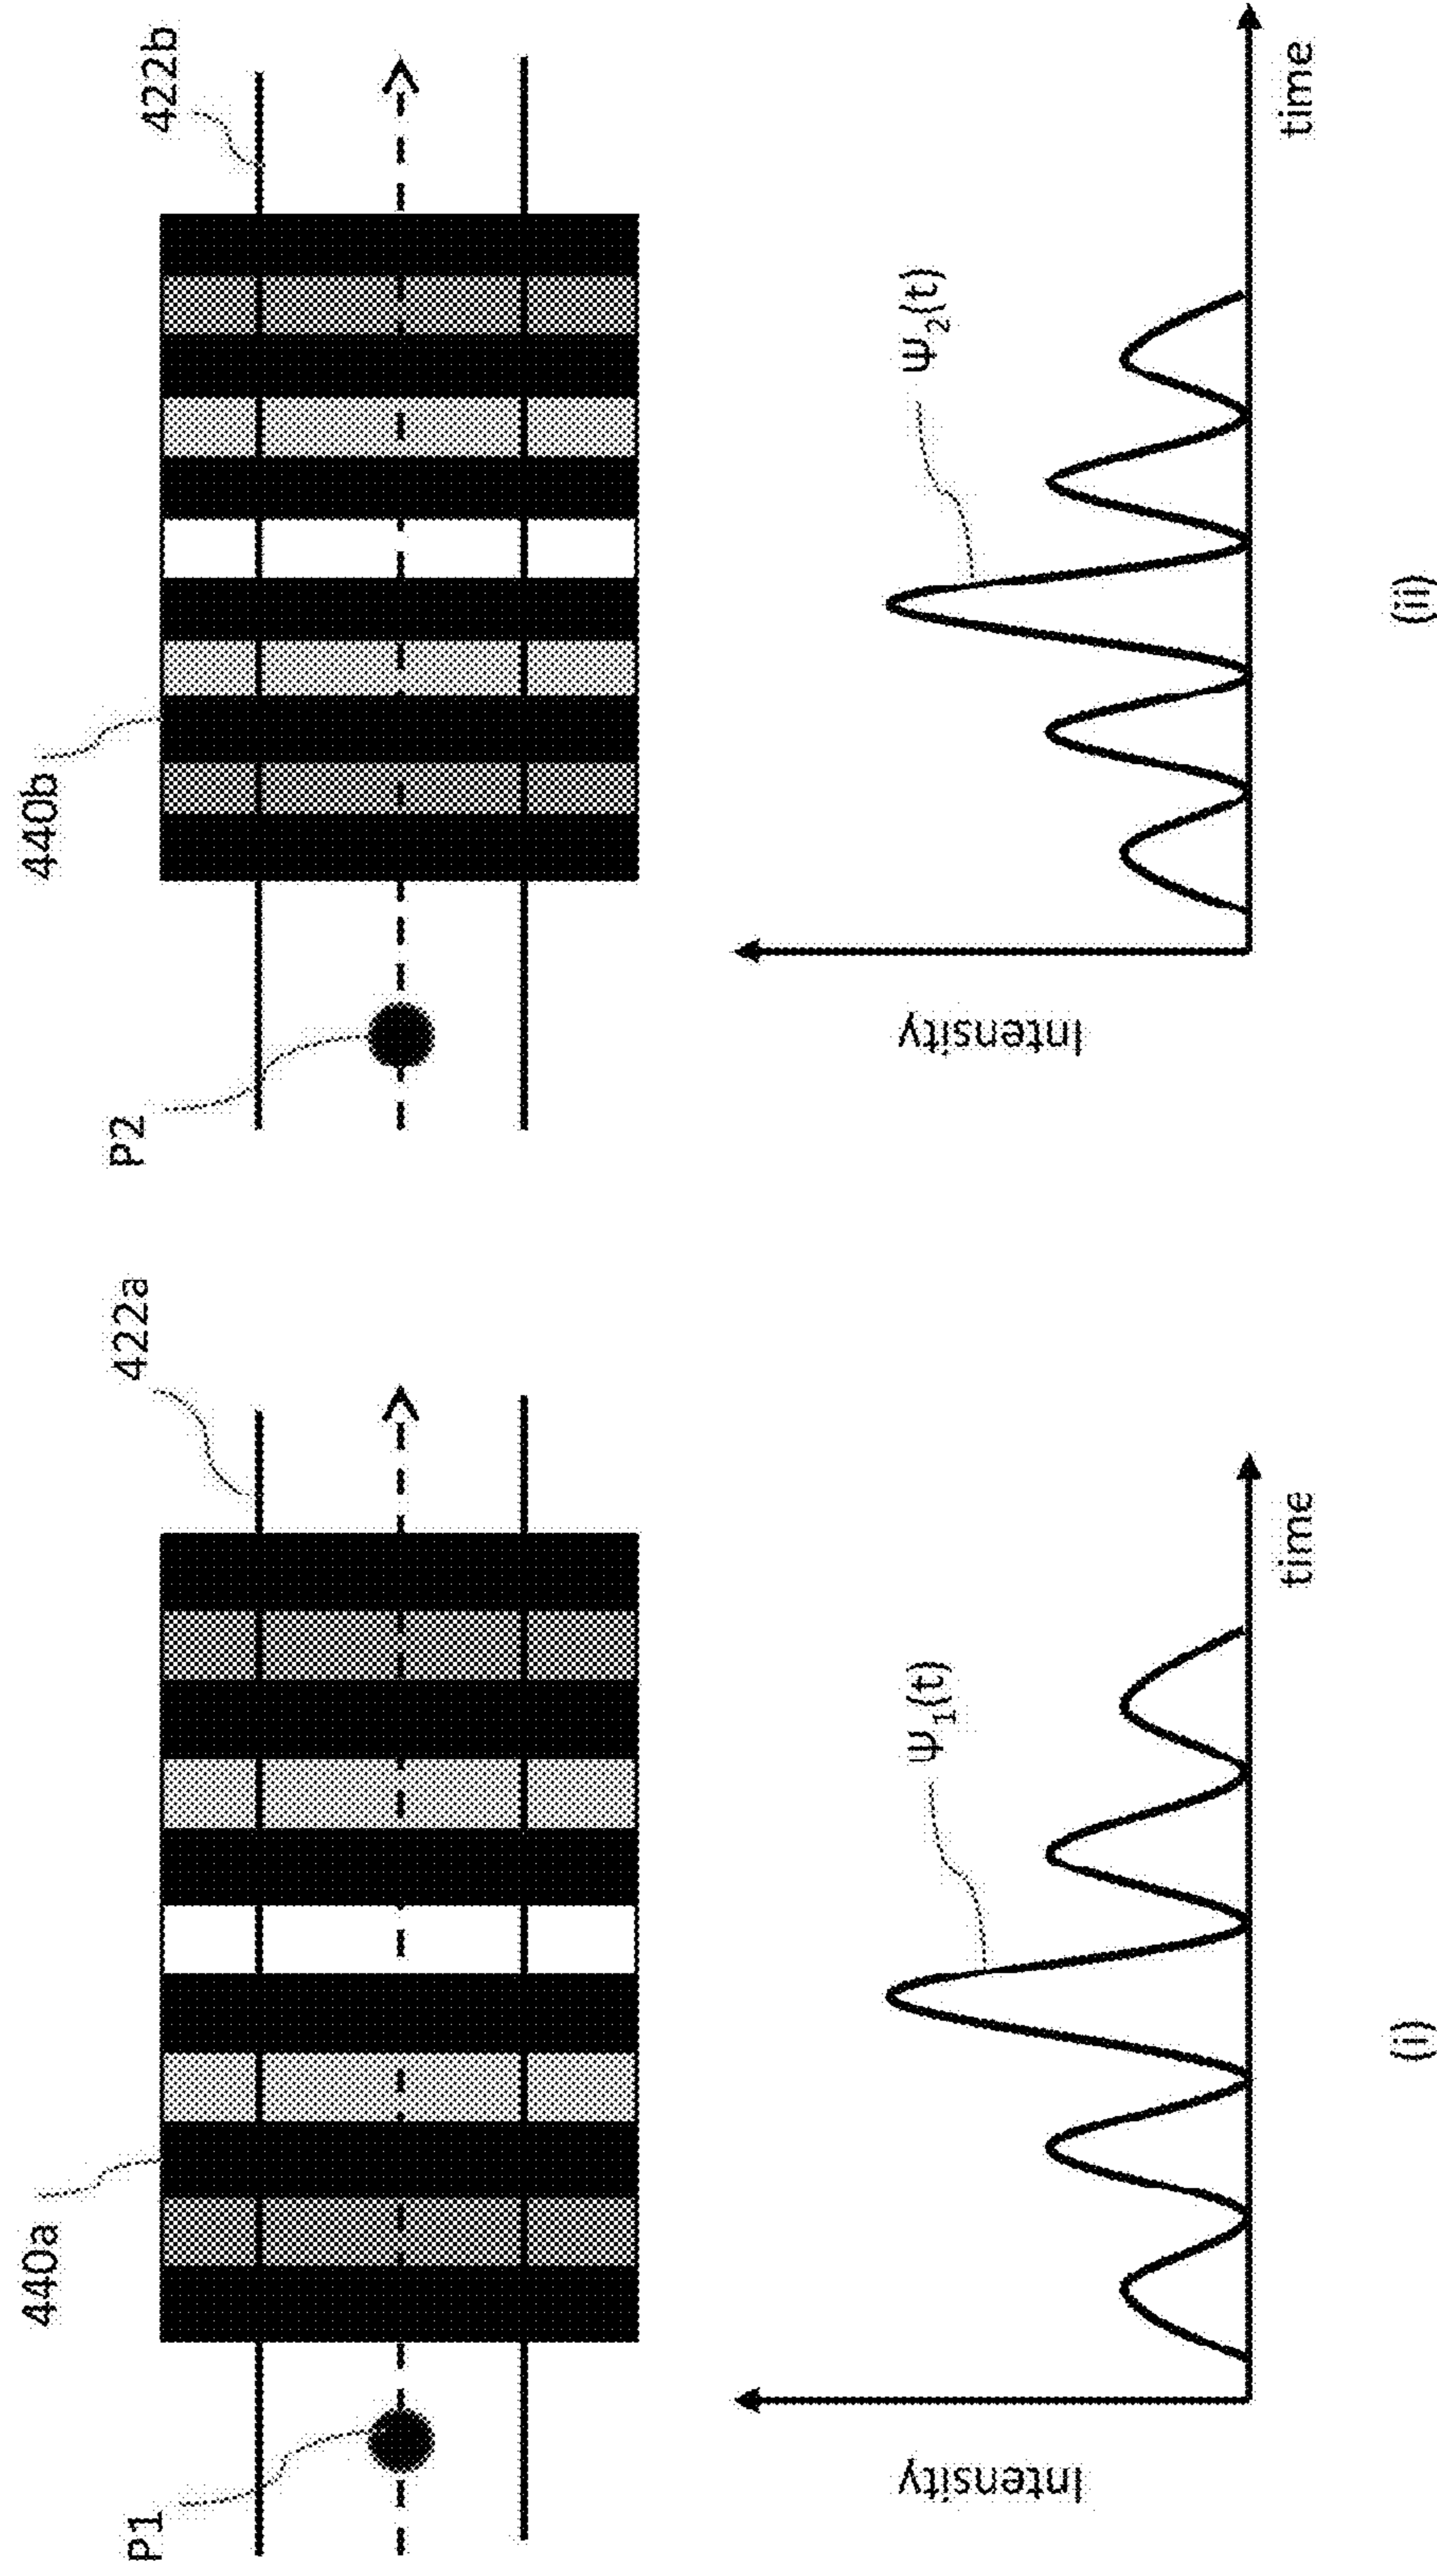 440a
P1
422a
Intensity
Ψ1(t)
time
(i)
440b
P2
422b
Intensity
Ψ2(t)
time
(ii)